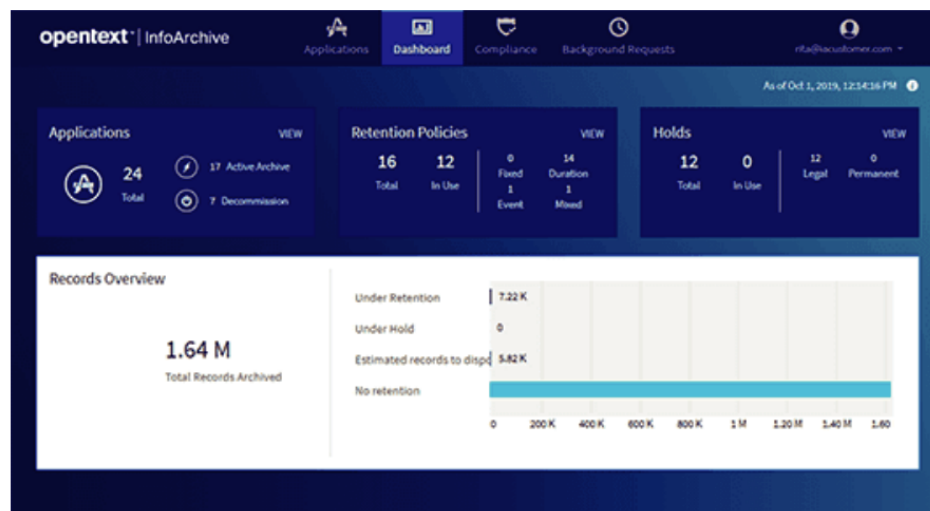 opentext™ | InfoArchive
Applications
Dashboard
Compliance
Background Requests
rita@iacustomer.com
As of Oct 1, 2019, 12:14:16 PM
Applications VIEW
24
Total
17 Active Archive
7 Decommission
Retention Policies VIEW
16 12 0 14
Total In Use Fixed Duration
1 1
Event Mixed
Holds VIEW
12 0 12 0
Total In Use Legal Permanent
Records Overview
1.64 M
Total Records Archived
Under Retention 7.22 K
Under Hold 0
Estimated records to dispo 5.82 K
No retention
0 200 K 400 K 600 K 800 K 1 M 1.20 M 1.40 M 1.60